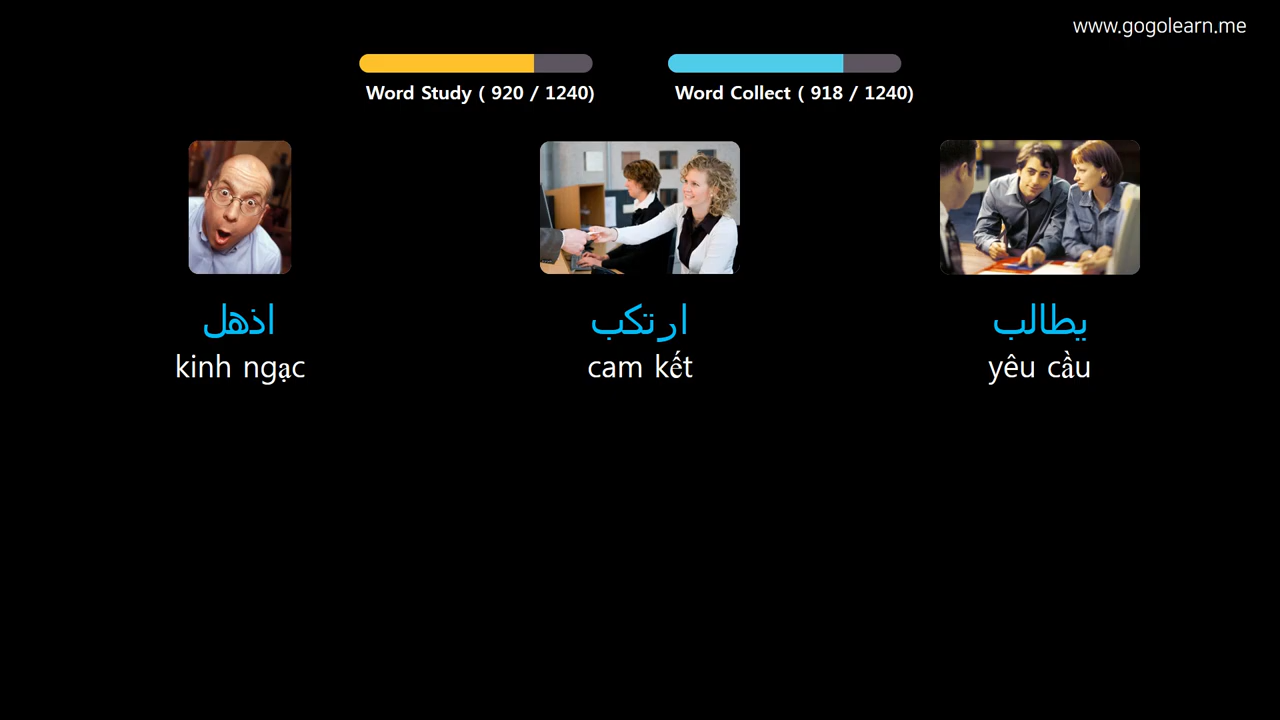 www.gogolearn.me
Word Study ( 920 / 1240)
Word Collect ( 918 / 1240)
اذهل
kinh ngạc
ارتكب
cam kết
يطالب
yêu cầu